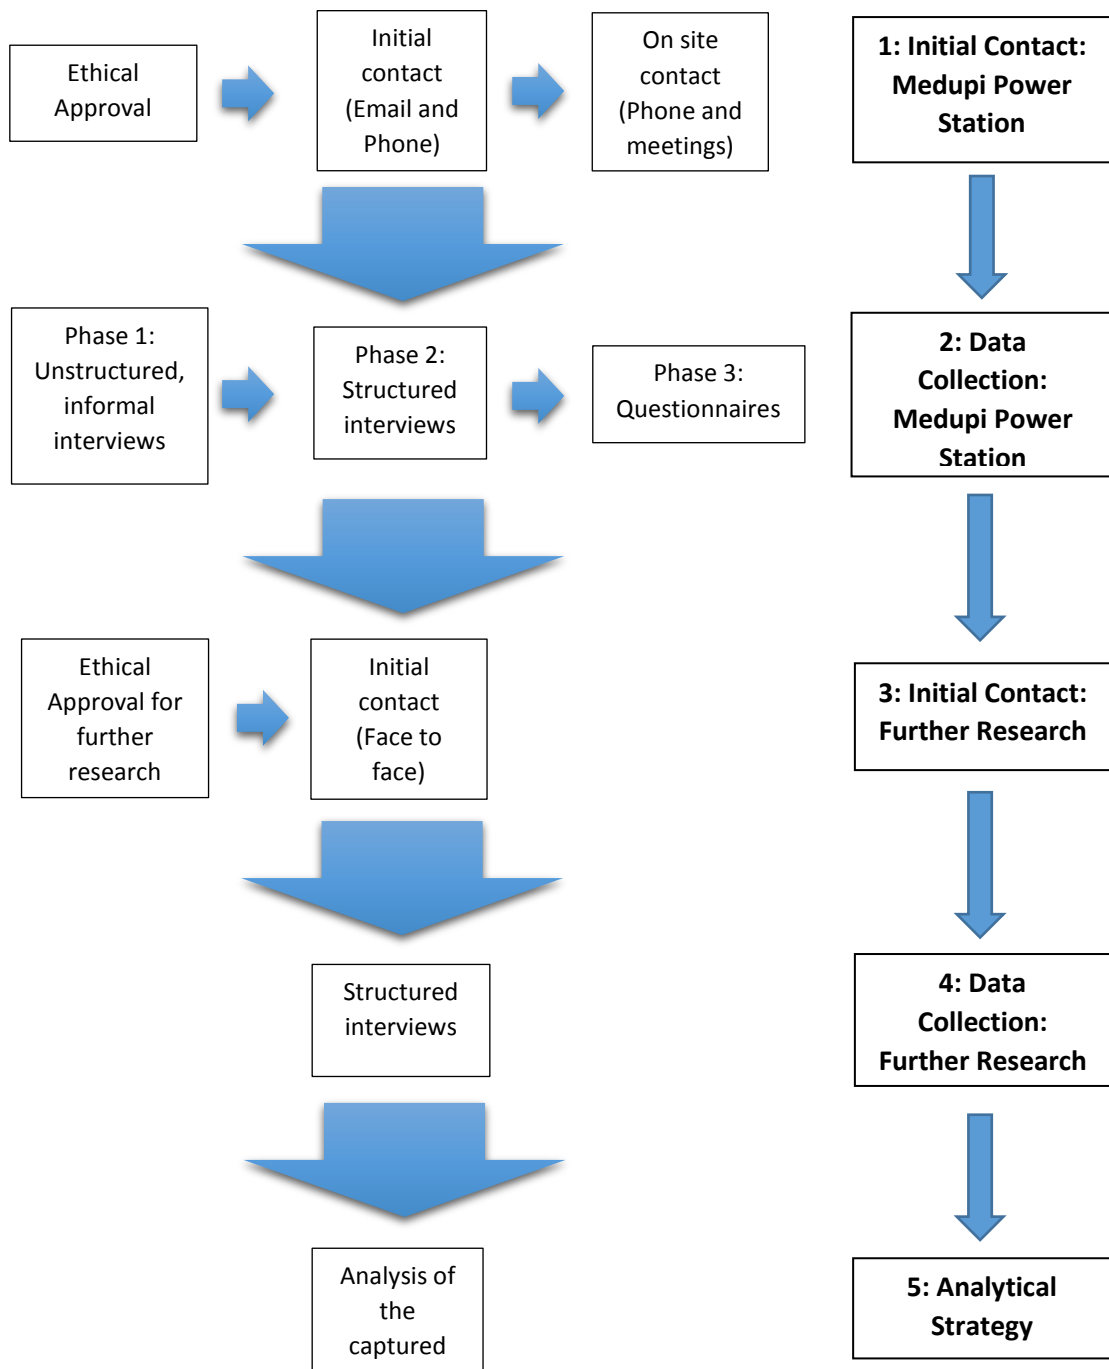 Ethical
Approval
Initial
contact
(Email and
Phone)
On site
contact
(Phone and
meetings)
1: Initial Contact:
Medupi Power
Station
Phase 1:
Unstructured,
informal
interviews
Phase 2:
Structured
interviews
Phase 3:
Questionnaires
2: Data
Collection:
Medupi Power
Station
Ethical
Approval for
further
research
Initial
contact
(Face to
face)
3: Initial Contact:
Further Research
Structured
interviews
4: Data
Collection:
Further Research
Analysis of
the
captured
5: Analytical
Strategy